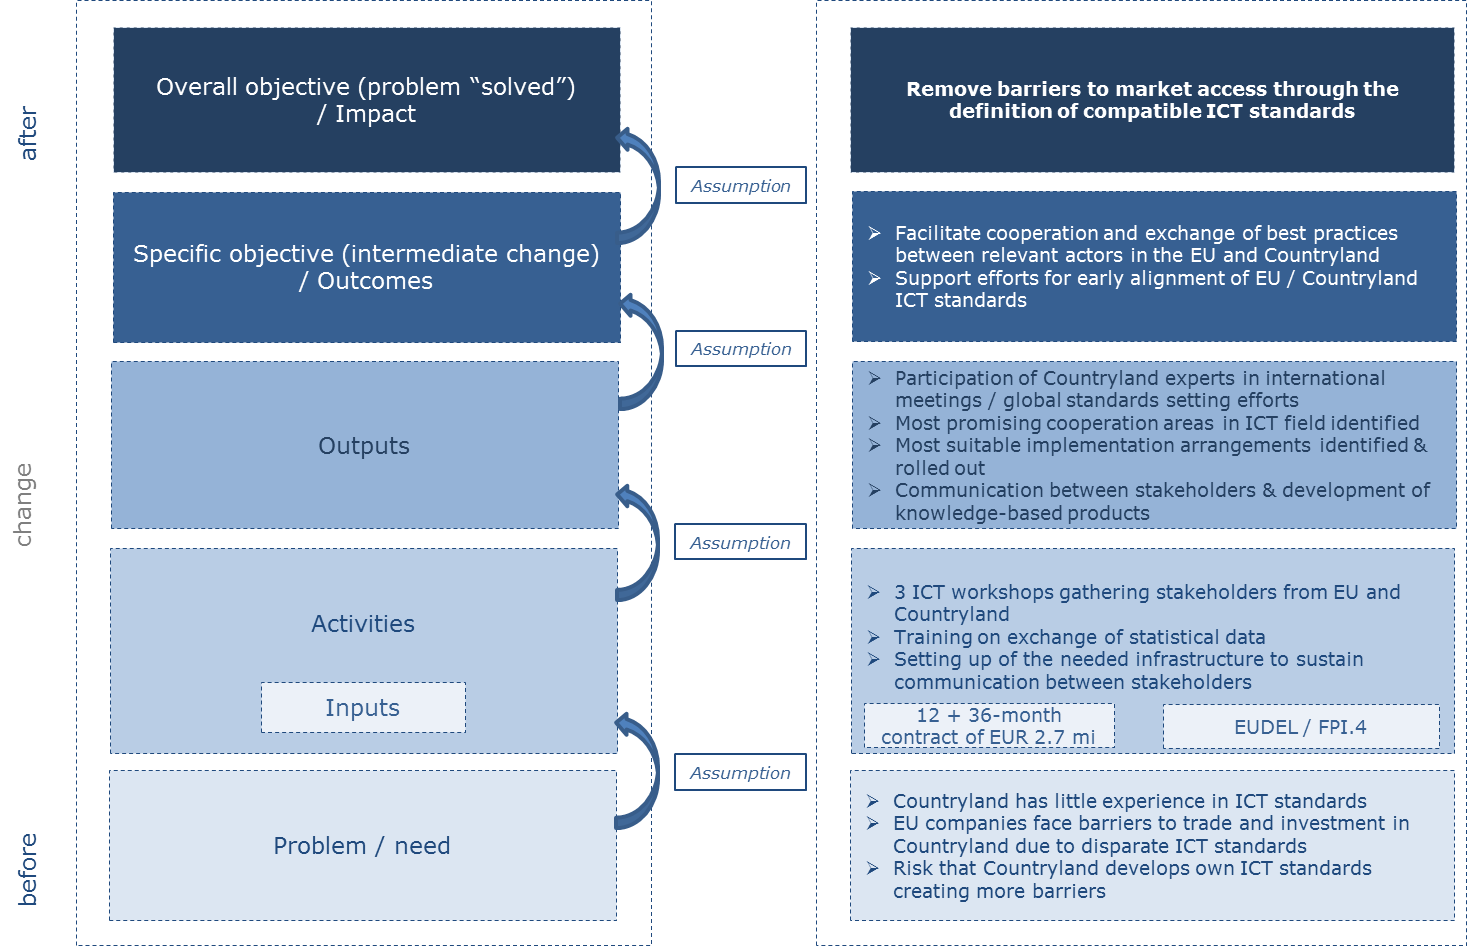 after
Overall objective (problem “solved”)
/ Impact
Assumption
Specific objective (intermediate change)
/ Outcomes
Assumption
change
Outputs
Assumption
Activities
Inputs
Assumption
before
Problem / need
Remove barriers to market access through the
definition of compatible ICT standards
➢ Facilitate cooperation and exchange of best practices
between relevant actors in the EU and Countryland
➢ Support efforts for early alignment of EU / Countryland
ICT standards
➢ Participation of Countryland experts in international
meetings / global standards setting efforts
➢ Most promising cooperation areas in ICT field identified
➢ Most suitable implementation arrangements identified &
rolled out
➢ Communication between stakeholders & development of
knowledge-based products
➢ 3 ICT workshops gathering stakeholders from EU and
Countryland
➢ Training on exchange of statistical data
➢ Setting up of the needed infrastructure to sustain
communication between stakeholders
12 + 36-month
contract of EUR 2.7 mi
EUDEL / FPI.4
➢ Countryland has little experience in ICT standards
➢ EU companies face barriers to trade and investment in
Countryland due to disparate ICT standards
➢ Risk that Countryland develops own ICT standards
creating more barriers